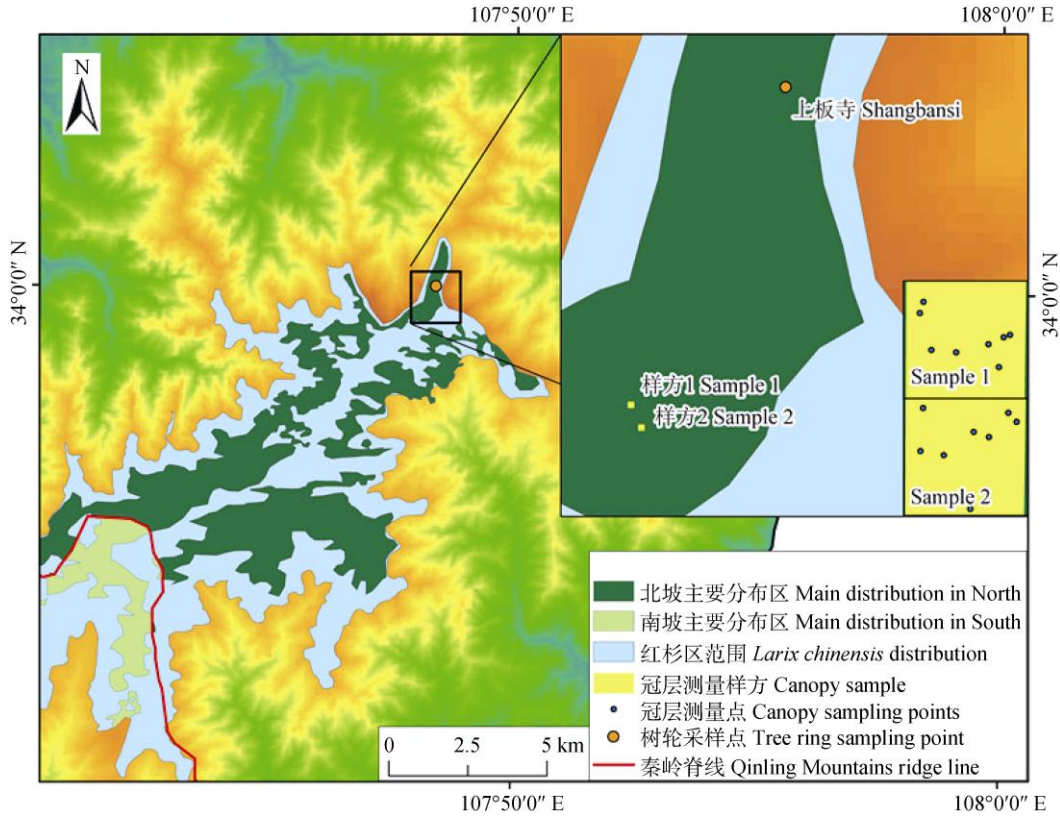 107°50′0″ E
108°0′0″ E
N
34°0′0″ N
34°0′0″ N
上板寺 Shangbansi
样方1 Sample 1
样方2 Sample 2
Sample 1
Sample 2
北坡主要分布区 Main distribution in North
南坡主要分布区 Main distribution in South
红杉区范围 Larix chinensis distribution
冠层测量样方 Canopy sample
冠层测量点 Canopy sampling points
树轮采样点 Tree ring sampling point
秦岭脊线 Qinling Mountains ridge line
0 2.5 5 km
107°50′0″ E
108°0′0″ E